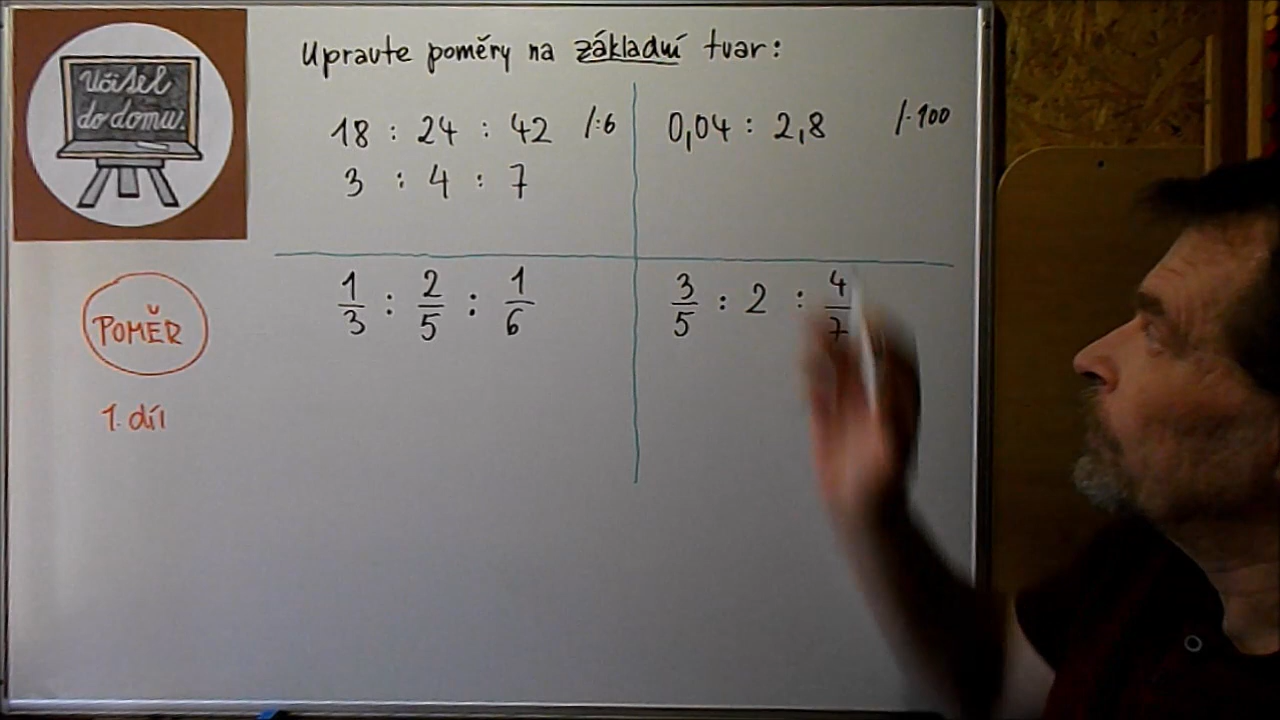 Učitel
do domu.
Upravte poměry na základní tvar:
18 : 24 : 42 /:6
3 : 4 : 7
0,04 : 2,8 /·100
1/3 : 2/5 : 1/6
3/5 : 2 : 4/7
POMĚR
1. díl